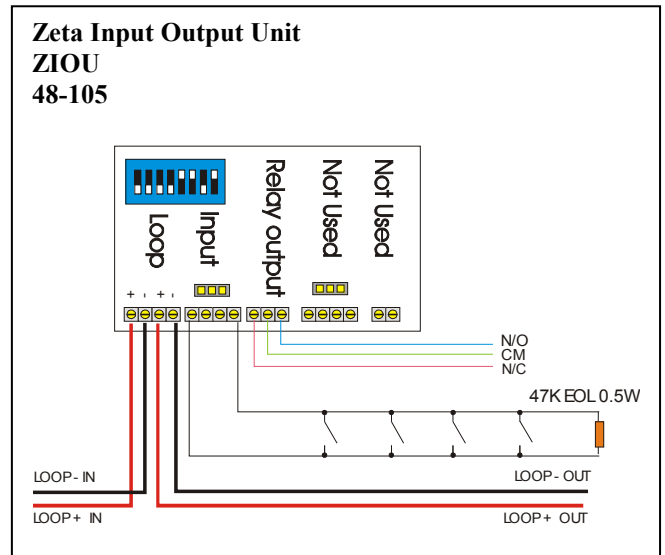 Zeta Input Output Unit
ZIOU
48-105
Loop
Input
Relay output
Not Used
Not Used
+ - + -
N/O
CM
N/C
47K EOL 0.5W
LOOP- IN
LOOP- OUT
LOOP+ IN
LOOP+ OUT